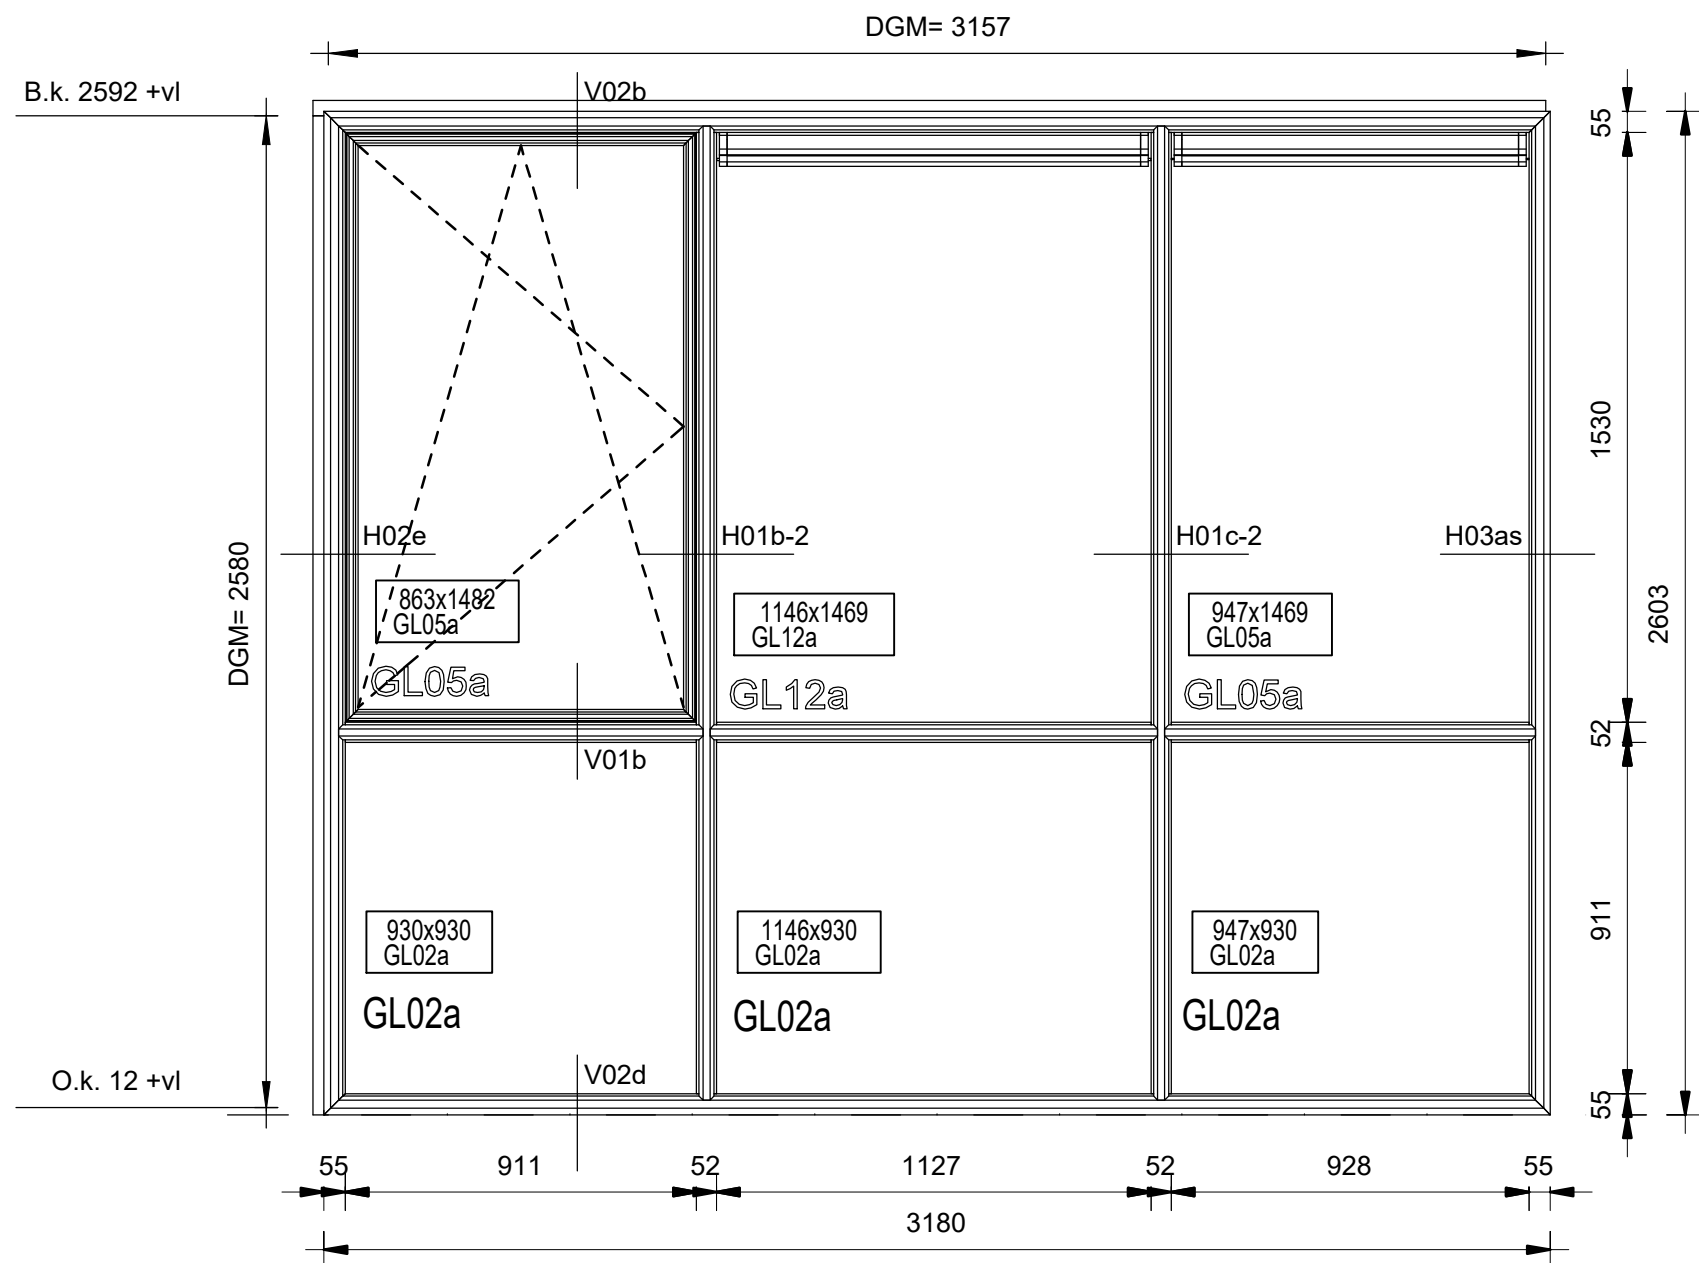 DGM= 3157
B.k. 2592 +vl
V02b
55
1530
DGM= 2580
2603
H02e
H01b-2
H01c-2
H03as
863x1482
GL05a
1146x1469
GL12a
947x1469
GL05a
GL05a
GL12a
GL05a
52
V01b
911
930x930
GL02a
1146x930
GL02a
947x930
GL02a
GL02a
GL02a
GL02a
O.k. 12 +vl
V02d
55
55
911
52
1127
52
928
55
3180